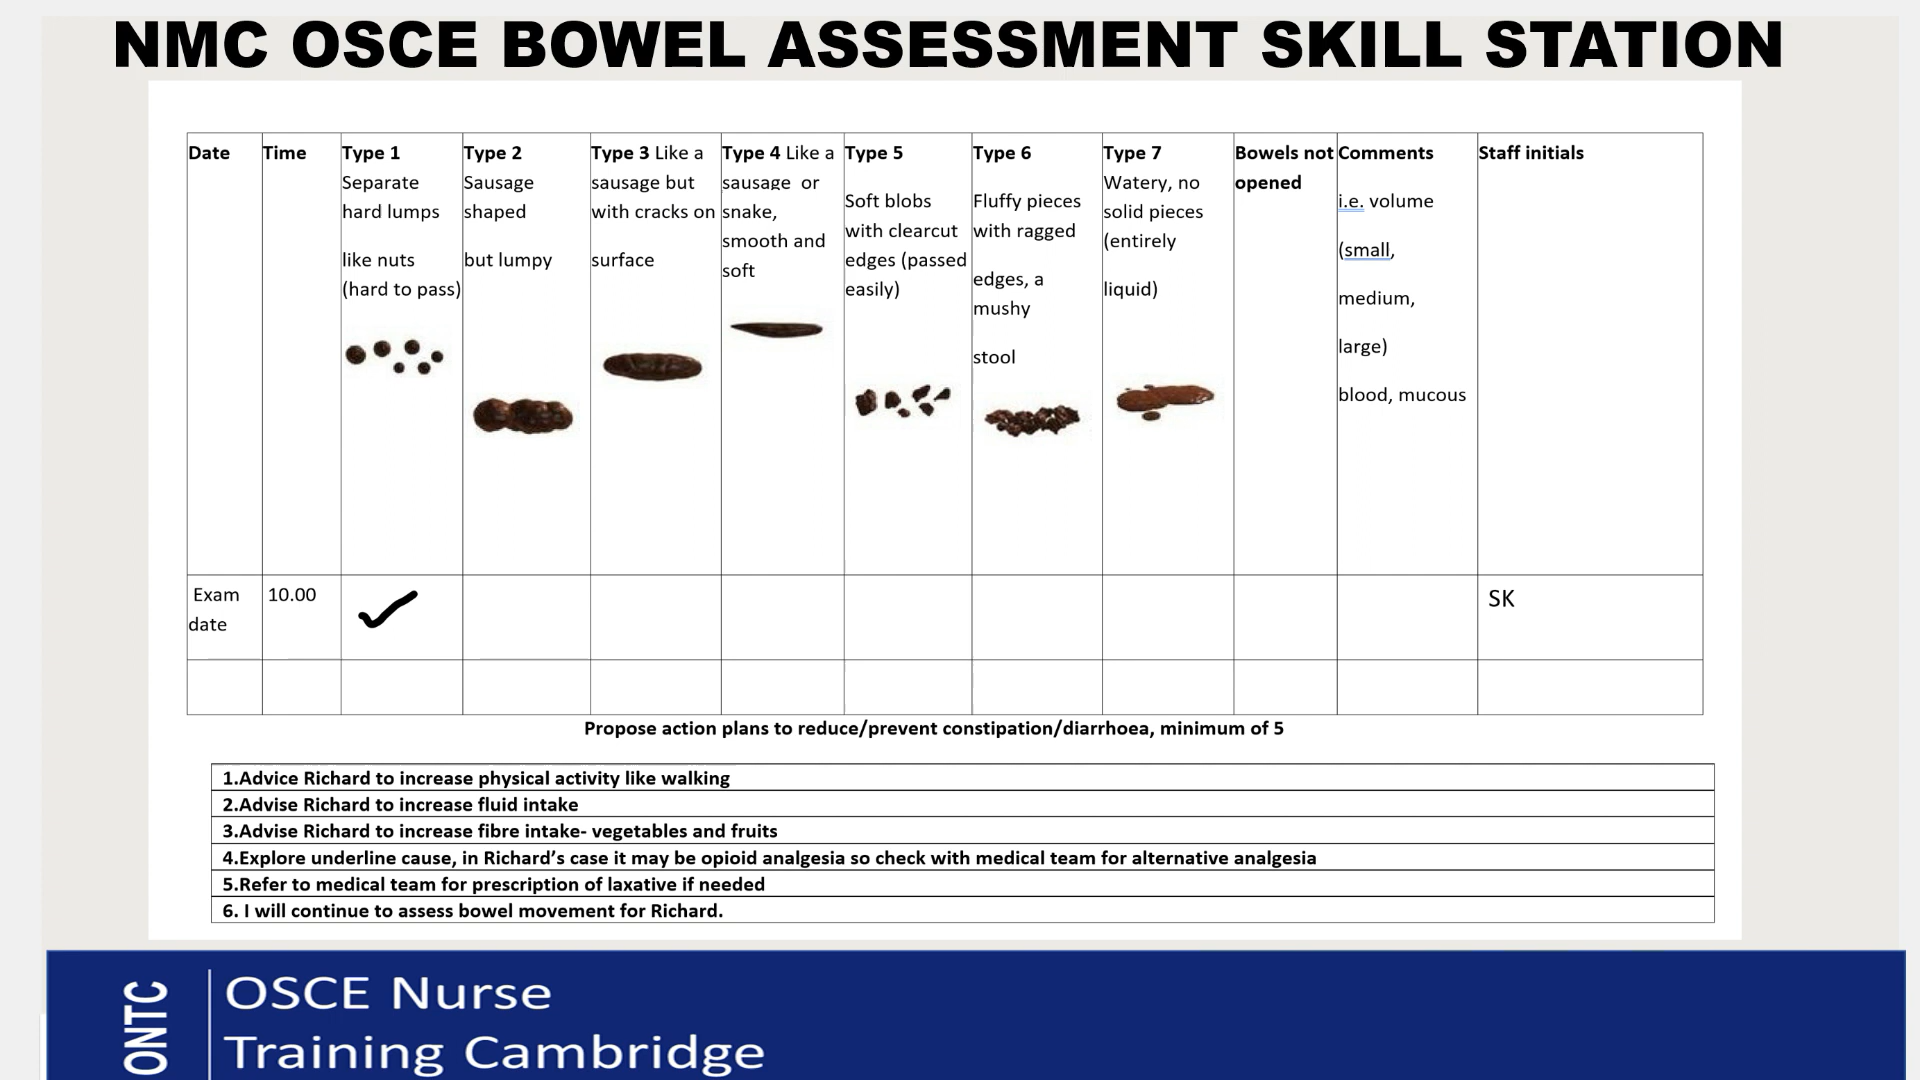 NMC OSCE BOWEL ASSESSMENT SKILL STATION
Date
Time
Type 1
Separate
hard lumps
like nuts
(hard to pass)
Type 2
Sausage
shaped
but lumpy
Type 3 Like a
sausage but
with cracks on
surface
Type 4 Like a
sausage or
snake,
smooth and
soft
Type 5
Soft blobs
with clearcut
edges (passed
easily)
Type 6
Fluffy pieces
with ragged
edges, a
mushy
stool
Type 7
Watery, no
solid pieces
(entirely
liquid)
Bowels not
opened
Comments
i.e. volume
(small,
medium,
large)
blood, mucous
Staff initials
Exam
date
10.00
SK
Propose action plans to reduce/prevent constipation/diarrhoea, minimum of 5
1.Advice Richard to increase physical activity like walking
2.Advise Richard to increase fluid intake
3.Advise Richard to increase fibre intake- vegetables and fruits
4.Explore underline cause, in Richard’s case it may be opioid analgesia so check with medical team for alternative analgesia
5.Refer to medical team for prescription of laxative if needed
6. I will continue to assess bowel movement for Richard.
ONTC
OSCE Nurse
Training Cambridge